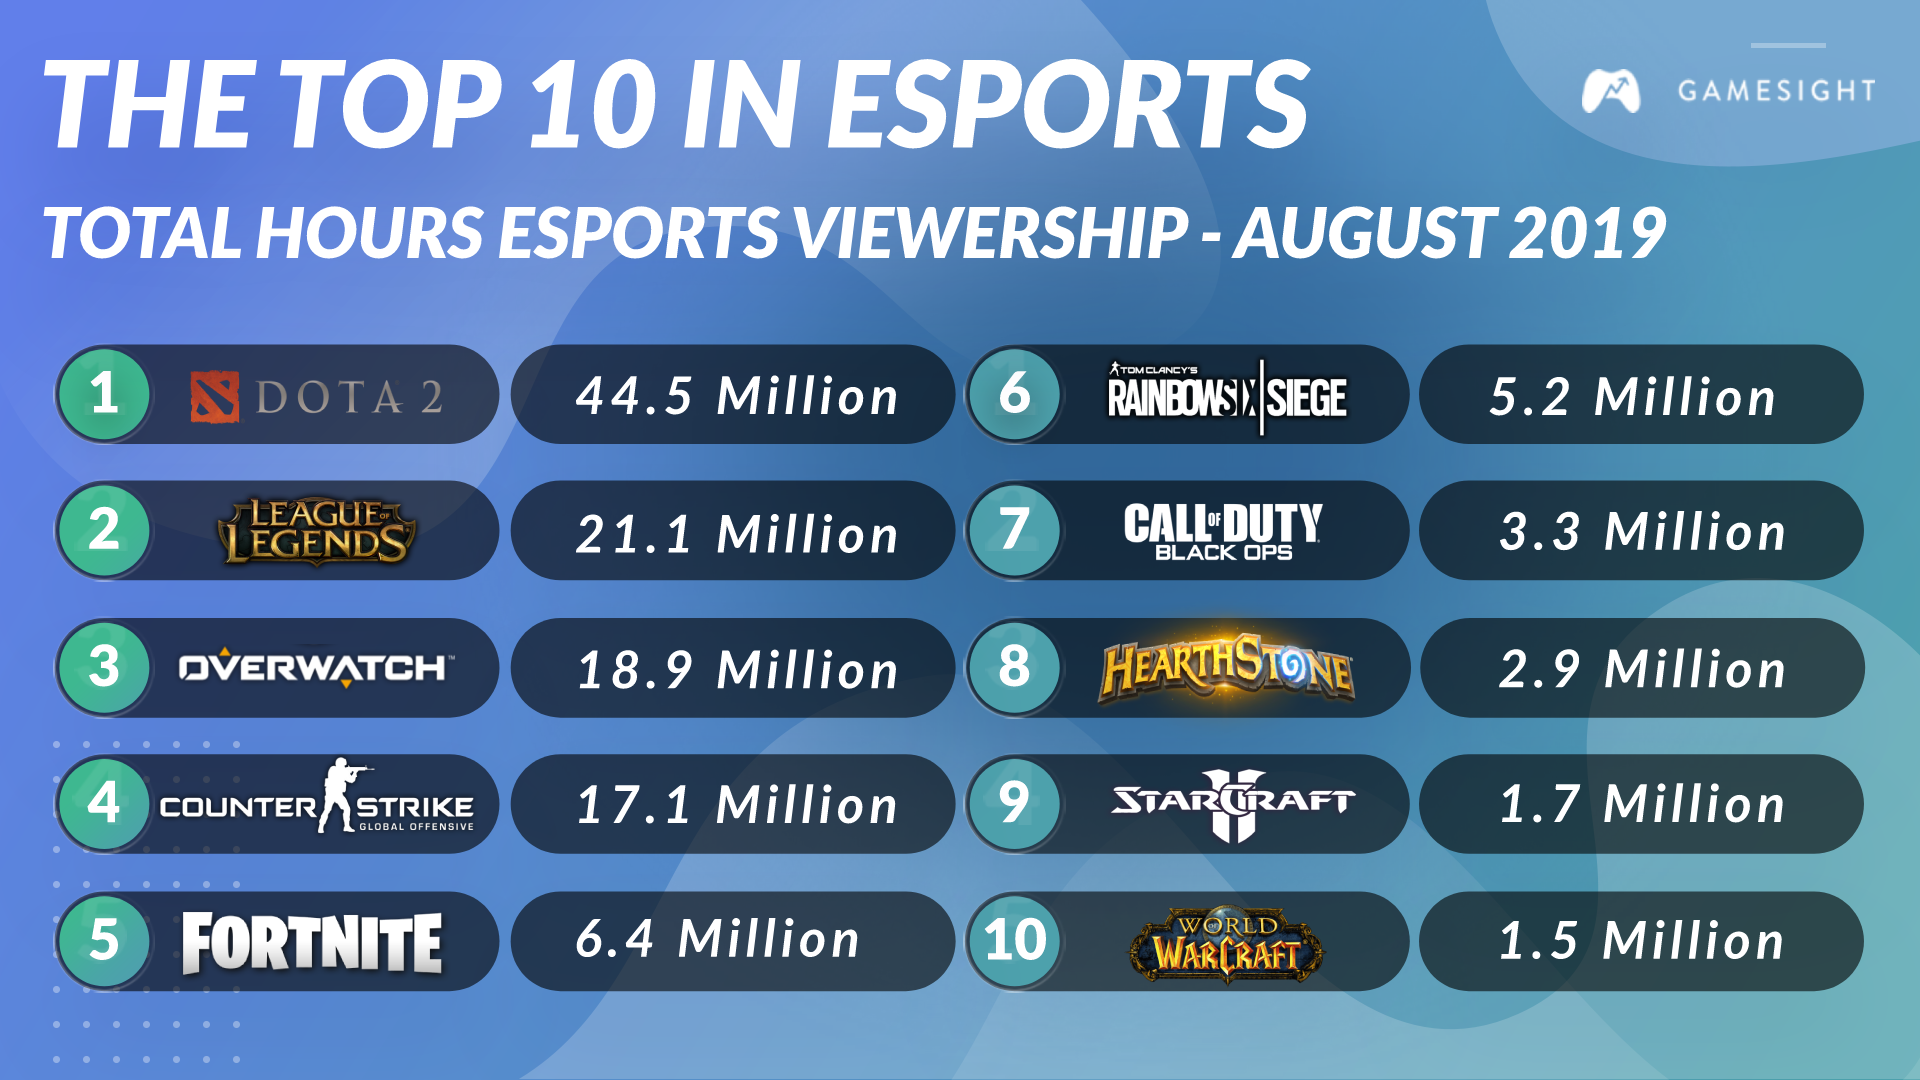 THE TOP 10 IN ESPORTS
GAMESIGHT
TOTAL HOURS ESPORTS VIEWERSHIP - AUGUST 2019
1 DOTA 2 44.5 Million
2 LEAGUE OF LEGENDS 21.1 Million
3 OVERWATCH™ 18.9 Million
4 COUNTER STRIKE GLOBAL OFFENSIVE 17.1 Million
5 FORTNITE 6.4 Million
6 TOM CLANCY'S RAINBOWSIX | SIEGE 5.2 Million
7 CALL OF DUTY BLACK OPS 3.3 Million
8 HEARTHSTONE 2.9 Million
9 STARCRAFT II 1.7 Million
10 WORLD OF WARCRAFT 1.5 Million